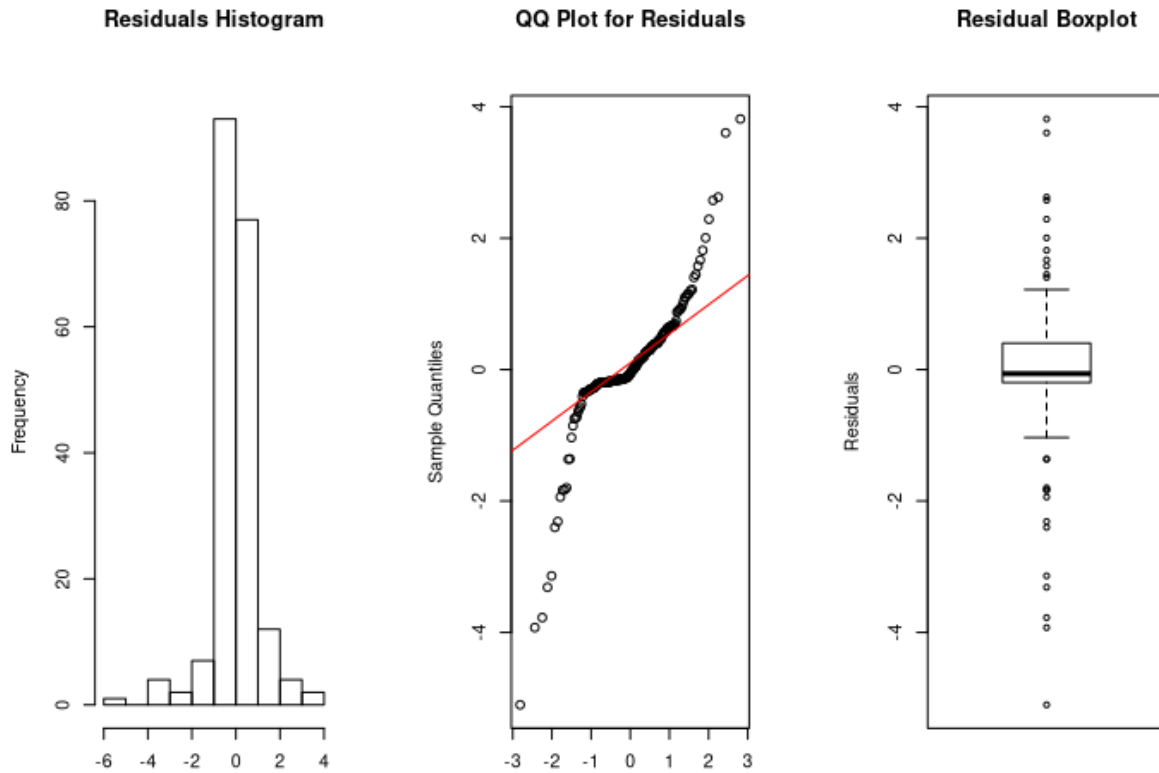 Residuals Histogram
Frequency
80
60
40
20
0
-6 -4 -2 0 2 4
QQ Plot for Residuals
Sample Quantiles
4
2
0
-2
-4
-3 -2 -1 0 1 2 3
Residual Boxplot
Residuals
4
2
0
-2
-4